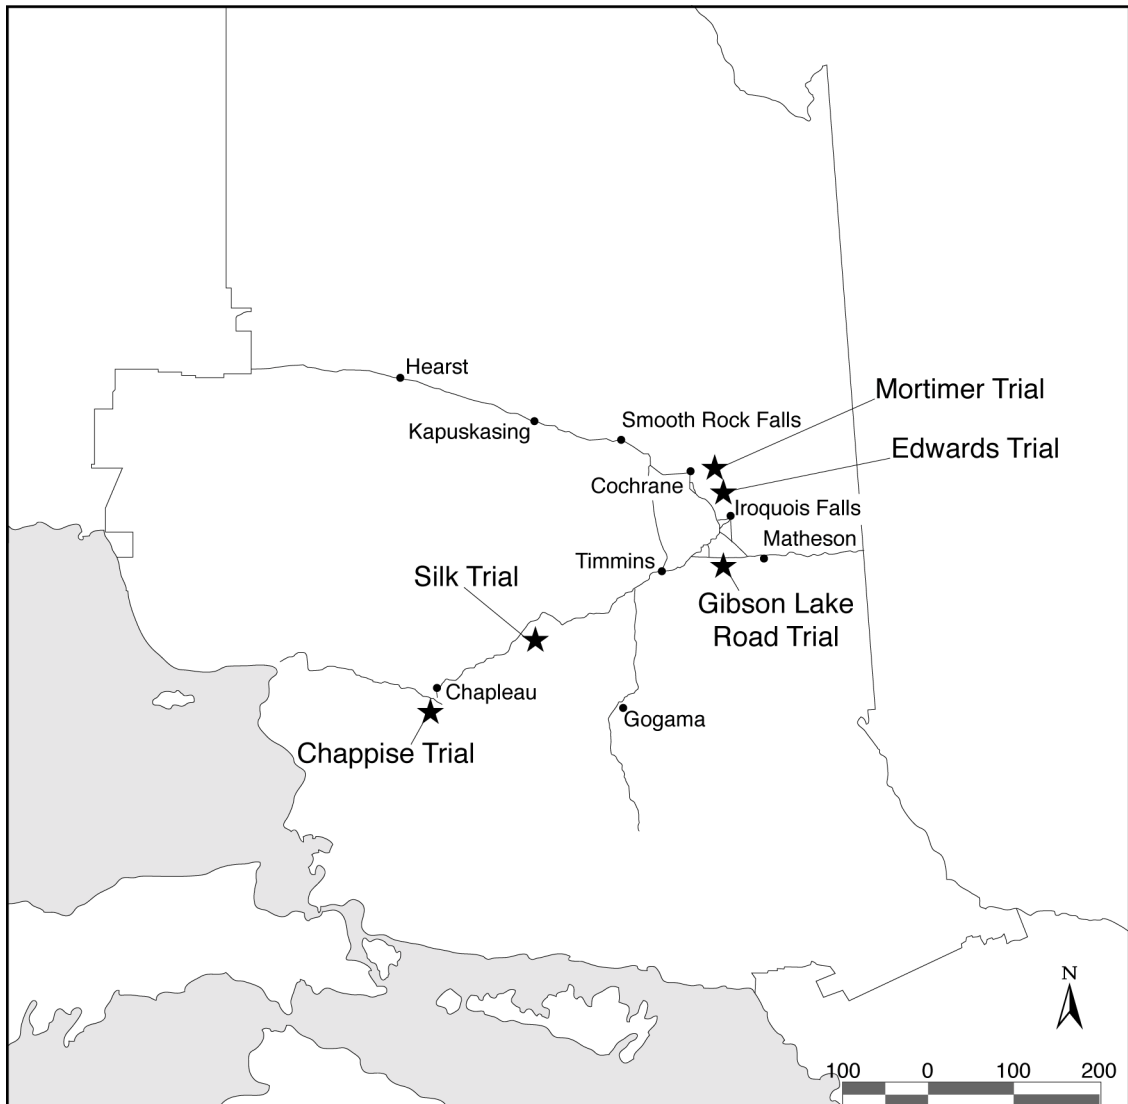 Hearst
Mortimer Trial
Smooth Rock Falls
Kapuskasing
Edwards Trial
Cochrane
Iroquois Falls
Matheson
Timmins
Silk Trial
Gibson Lake
Road Trial
Chapleau
Gogama
Chappise Trial
N
100 0 100 200